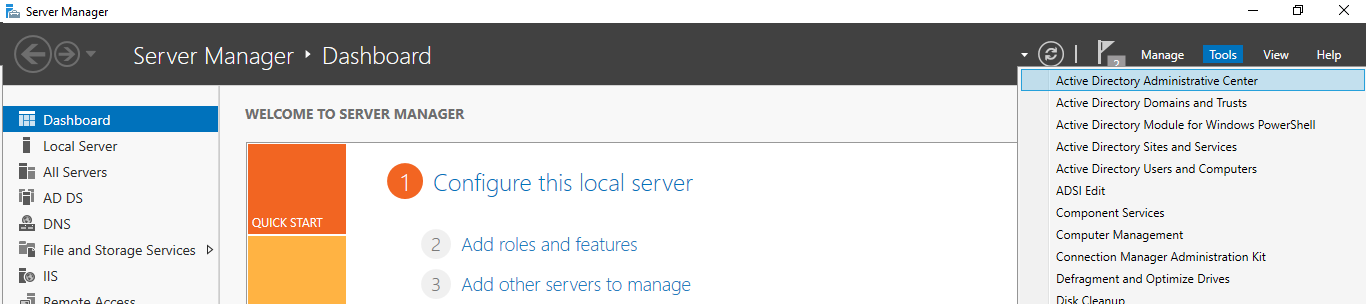 Server Manager
Server Manager • Dashboard
2
Manage
Tools
View
Help
Dashboard
Local Server
All Servers
AD DS
DNS
File and Storage Services
IIS
Remote Access
WELCOME TO SERVER MANAGER
QUICK START
1 Configure this local server
2 Add roles and features
3 Add other servers to manage
Active Directory Administrative Center
Active Directory Domains and Trusts
Active Directory Module for Windows PowerShell
Active Directory Sites and Services
Active Directory Users and Computers
ADSI Edit
Component Services
Computer Management
Connection Manager Administration Kit
Defragment and Optimize Drives
Disk Cleanup